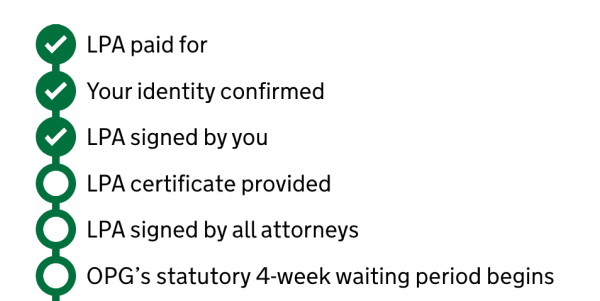 LPA paid for
Your identity confirmed
LPA signed by you
LPA certificate provided
LPA signed by all attorneys
OPG’s statutory 4-week waiting period begins